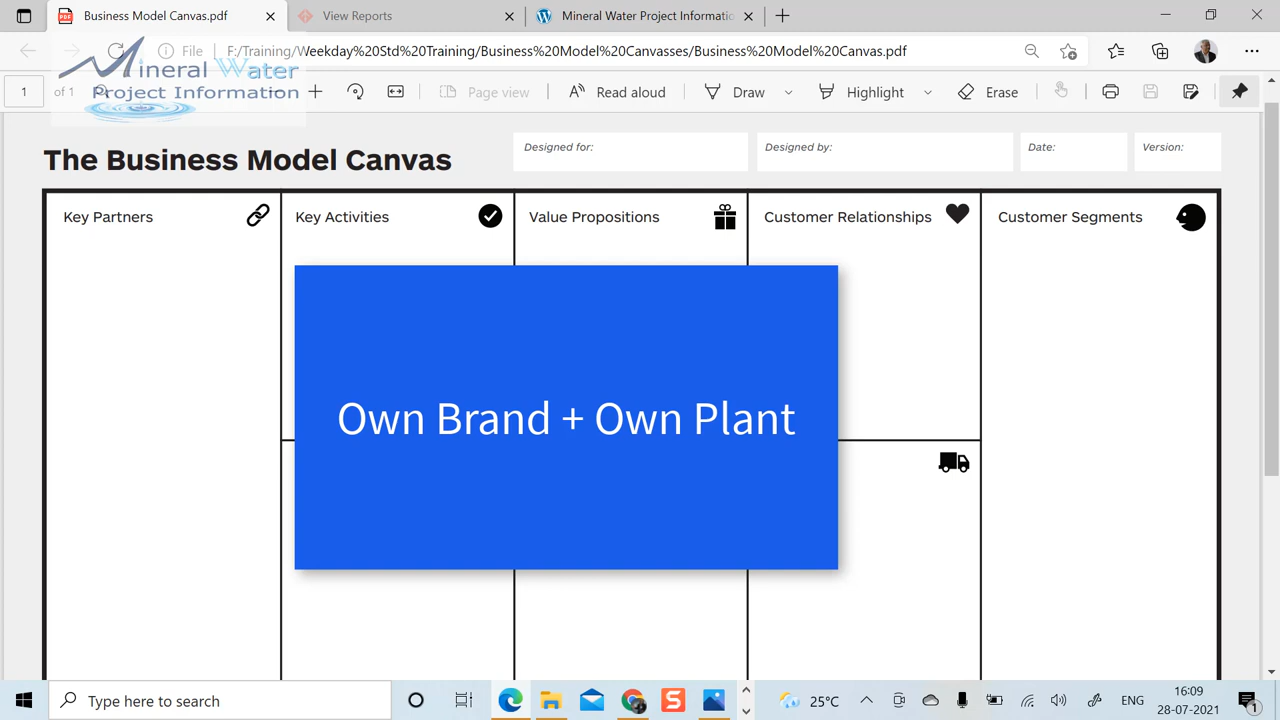 Business Model Canvas.pdf
View Reports
Mineral Water Project Information
File
F:/Training/Weekday%20Std%20Training/Business%20Model%20Canvasses/Business%20Model%20Canvas.pdf
Mineral Water
Project Information
1
of 1
Page view
Read aloud
Draw
Highlight
Erase
The Business Model Canvas
Designed for:
Designed by:
Date:
Version:
Key Partners
Key Activities
Value Propositions
Customer Relationships
Customer Segments
Own Brand + Own Plant
Type here to search
25°C
ENG
16:09
28-07-2021
1